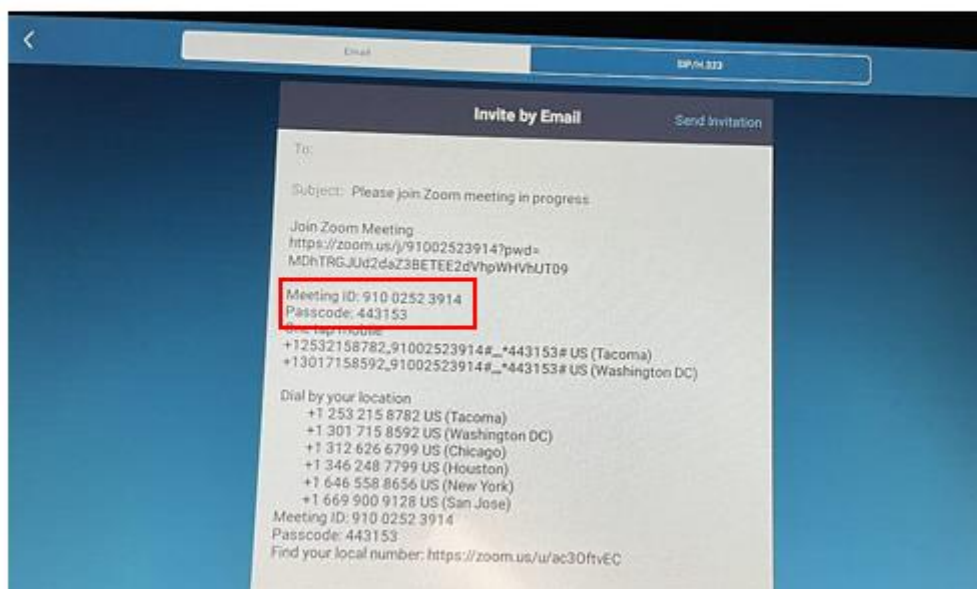 Email
SIP/H.323
Invite by Email
Send Invitation
To:
Subject: Please join Zoom meeting in progress
Join Zoom Meeting
https://zoom.us/j/91002523914?pwd=
MDhTRGJUd2daZ3BETEE2dVhpWHVhUT09
Meeting ID: 910 0252 3914
Passcode: 443153
One tap mobile
+12532158782,,91002523914#,,,,*443153# US (Tacoma)
+13017158592,,91002523914#,,,,*443153# US (Washington DC)
Dial by your location
+1 253 215 8782 US (Tacoma)
+1 301 715 8592 US (Washington DC)
+1 312 626 6799 US (Chicago)
+1 346 248 7799 US (Houston)
+1 646 558 8656 US (New York)
+1 669 900 9128 US (San Jose)
Meeting ID: 910 0252 3914
Passcode: 443153
Find your local number: https://zoom.us/u/ac3OftvEC